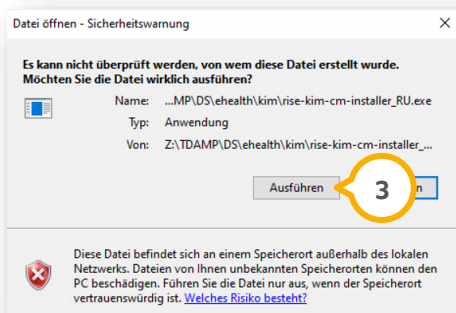 Datei öffnen - Sicherheitswarnung
Es kann nicht überprüft werden, von wem diese Datei erstellt wurde.
Möchten Sie die Datei wirklich ausführen?
Name: ...MP\DS\ehealth\kim\rise-kim-cm-installer_RU.exe
Typ: Anwendung
Von: Z:\TDAMP\DS\ehealth\kim\rise-kim-cm-installer_...
Ausführen 3
Diese Datei befindet sich an einem Speicherort außerhalb des lokalen
Netzwerks. Dateien von Ihnen unbekannten Speicherorten können den
PC beschädigen. Führen Sie die Datei nur aus, wenn der Speicherort
vertrauenswürdig ist. Welches Risiko besteht?